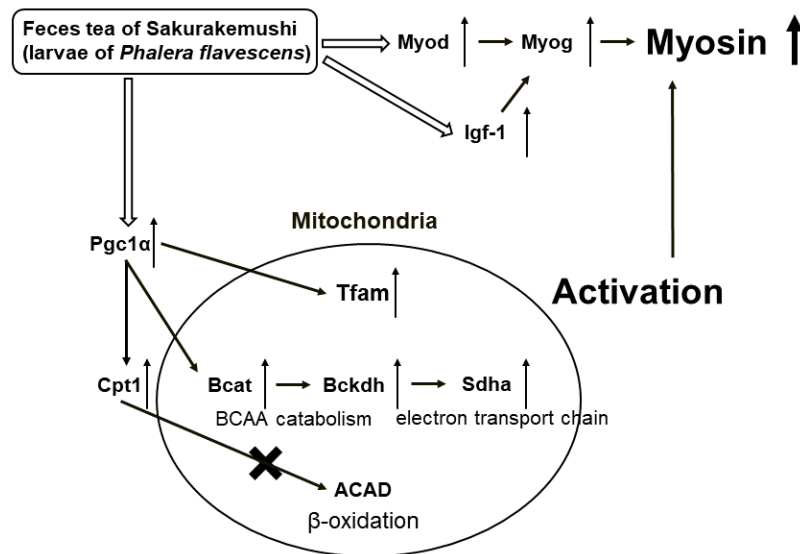 Feces tea of Sakurakemushi
(larvae of Phalera flavescens)
Myod
Myog
Myosin
Igf-1
Mitochondria
Pgc1α
Tfam
Activation
Cpt1
Bcat
Bckdh
Sdha
BCAA catabolism
electron transport chain
ACAD
β-oxidation